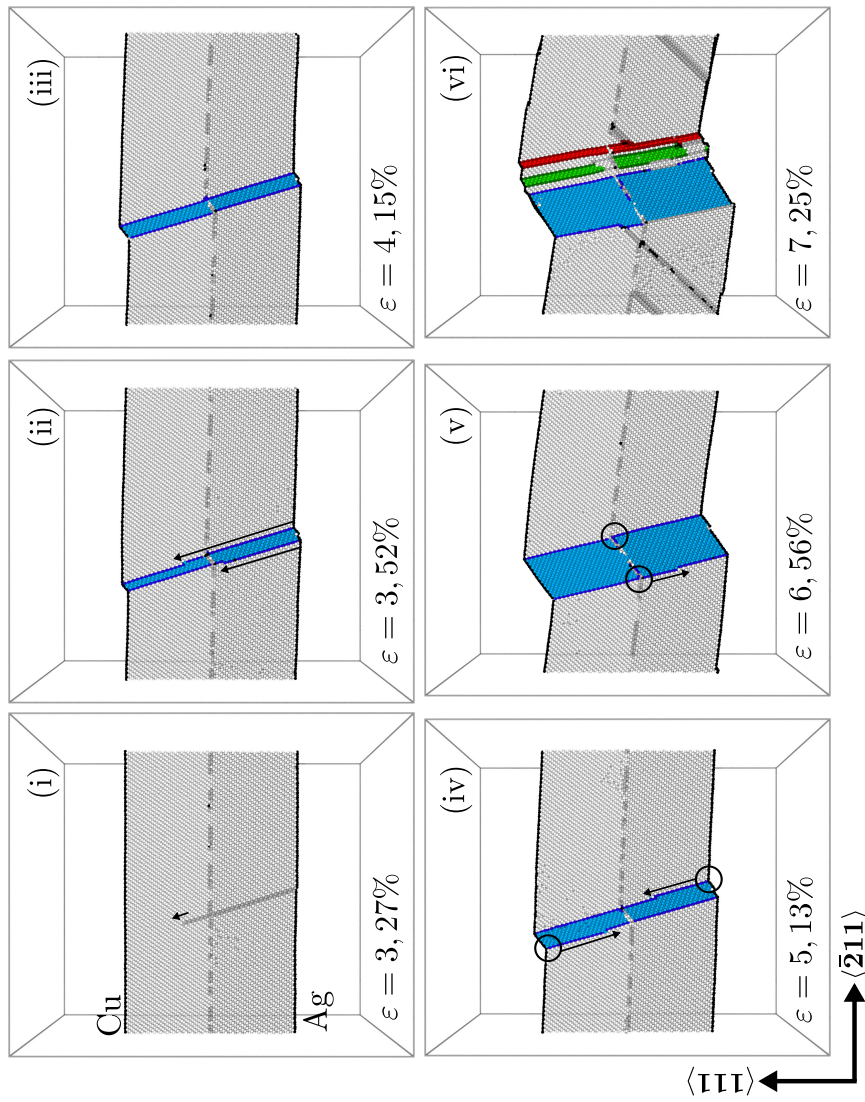 (i)
Cu
Ag
ε = 3, 27%
(ii)
ε = 3, 52%
(iii)
ε = 4, 15%
(iv)
ε = 5, 13%
(v)
ε = 6, 56%
(vi)
ε = 7, 25%
⟨111⟩
⟨2̄11⟩